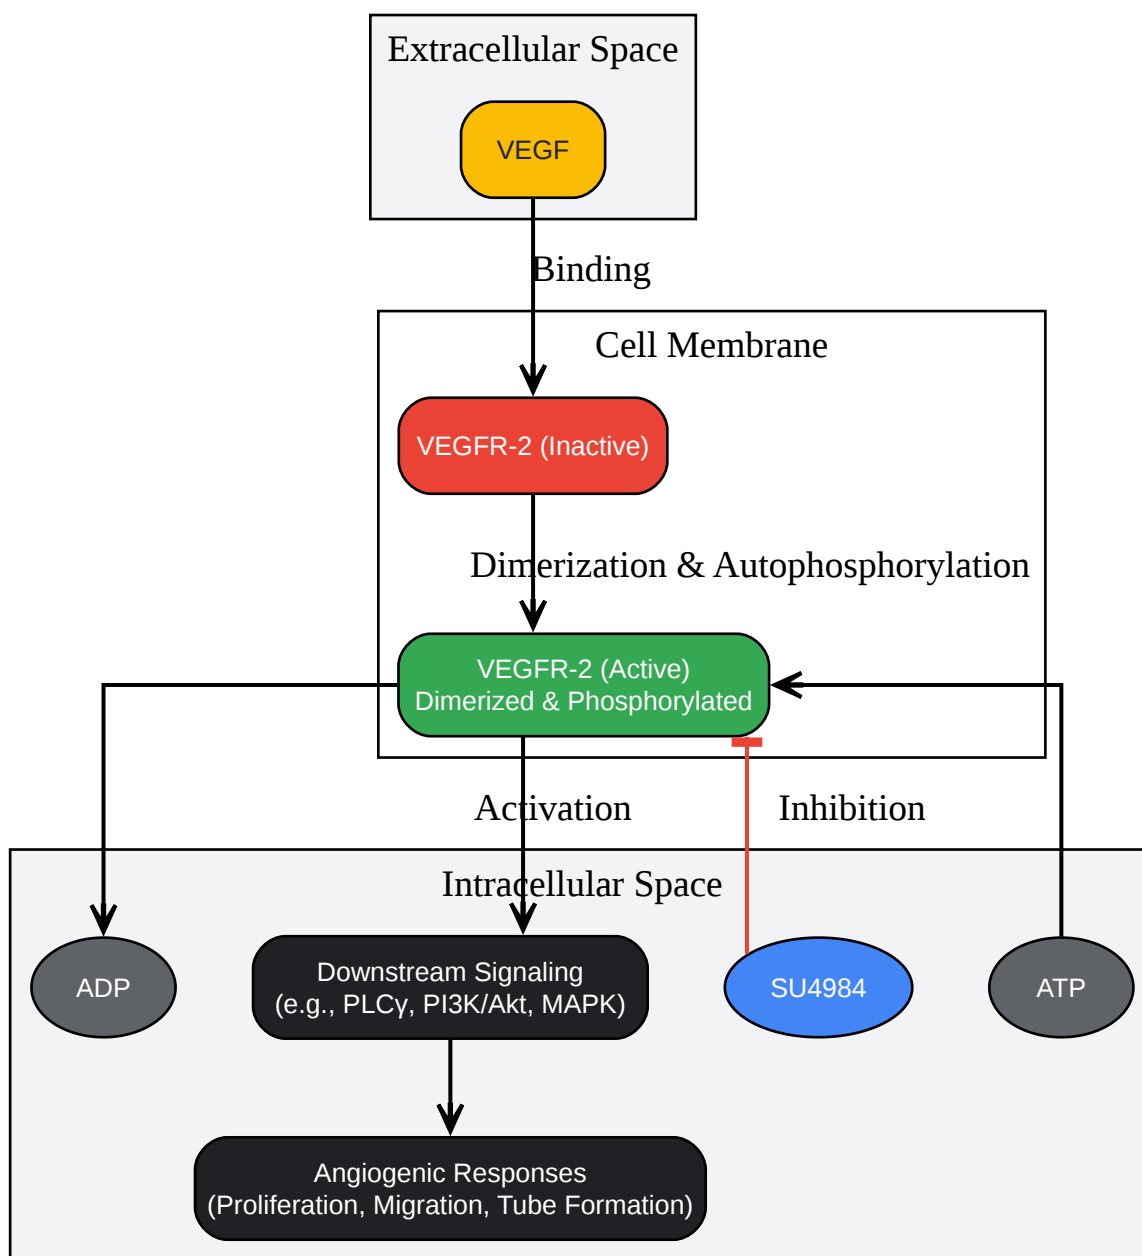 Extracellular Space
VEGF
Binding
Cell Membrane
VEGFR-2 (Inactive)
Dimerization & Autophosphorylation
VEGFR-2 (Active)
Dimerized & Phosphorylated
Activation
Inhibition
Intracellular Space
ADP
Downstream Signaling
(e.g., PLCγ, PI3K/Akt, MAPK)
SU4984
ATP
Angiogenic Responses
(Proliferation, Migration, Tube Formation)